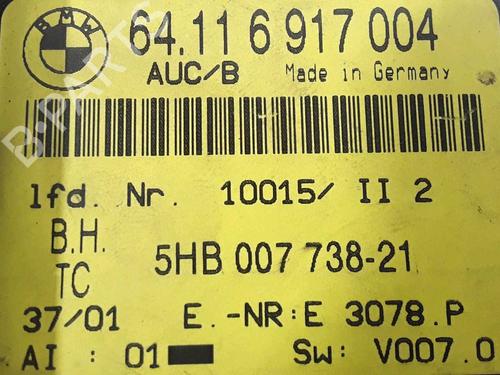 BMW 64.11 6 917 004
AUC/B Made in Germany
lfd. Nr. 10015/ II 2
B.H. 5HB 007 738-21
TC
37/01 E.-NR:E 3078.P
AI : 01 Sw: V007.0
B-PARTS